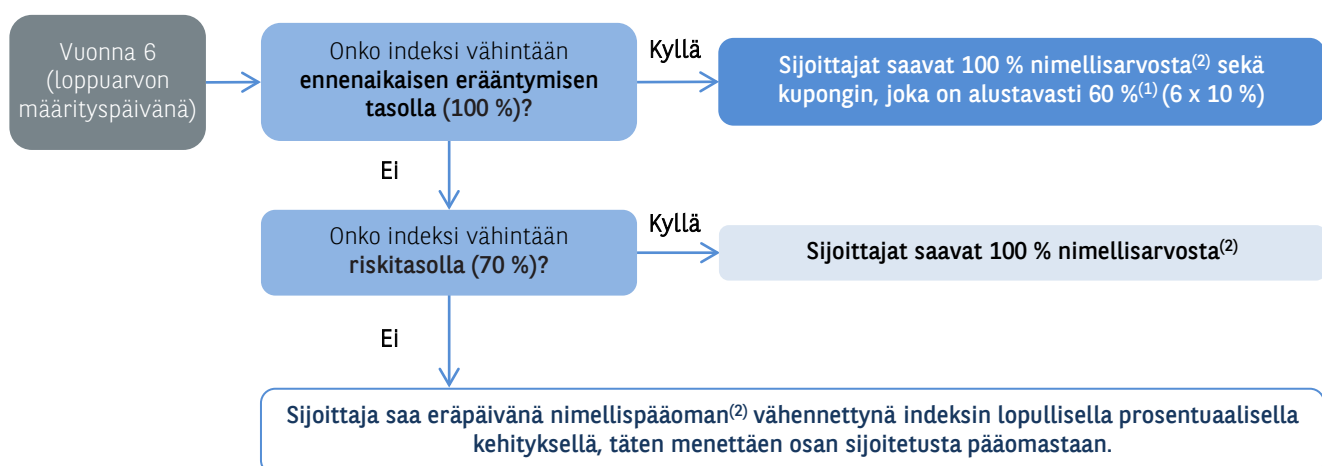 Vuonna 6
(loppuarvon
määrityspäivänä)
Onko indeksi vähintään
ennenaikaisen erääntymisen
tasolla (100 %)?
Kyllä
Sijoittajat saavat 100 % nimellisarvosta(2) sekä
kupongin, joka on alustavasti 60 %(1) (6 x 10 %)
Ei
Onko indeksi vähintään
riskitasolla (70 %)?
Kyllä
Sijoittajat saavat 100 % nimellisarvosta(2)
Ei
Sijoittaja saa eräpäivänä nimellispääoman(2) vähennettynä indeksin lopullisella prosentuaalisella
kehityksellä, täten menettäen osan sijoitetusta pääomastaan.